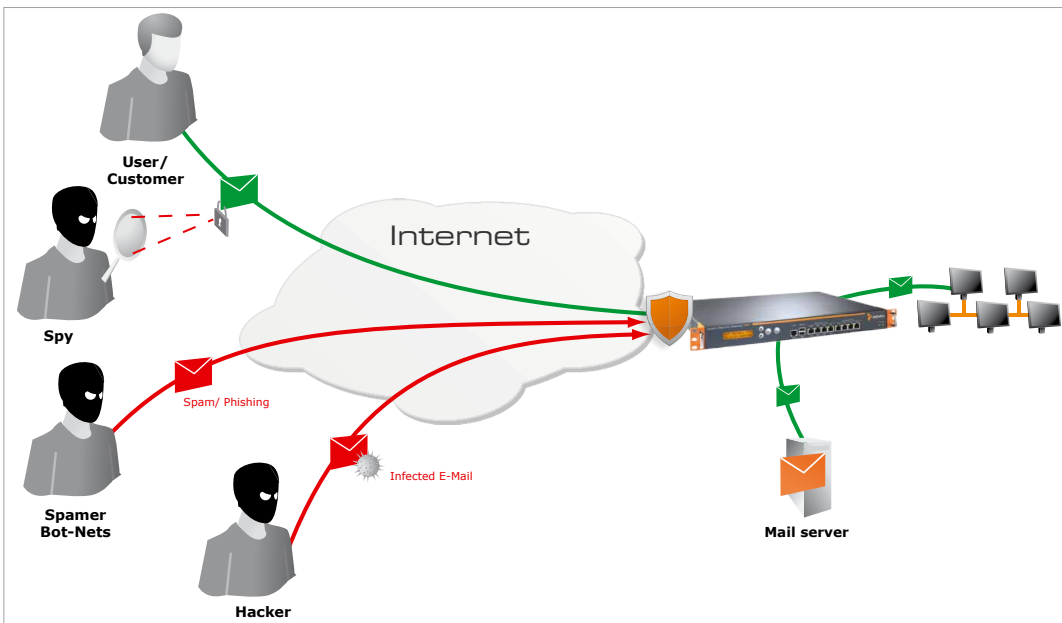 User/
Customer
Internet
Spy
Spam/ Phishing
Infected E-Mail
Spamer
Bot-Nets
Mail server
Hacker